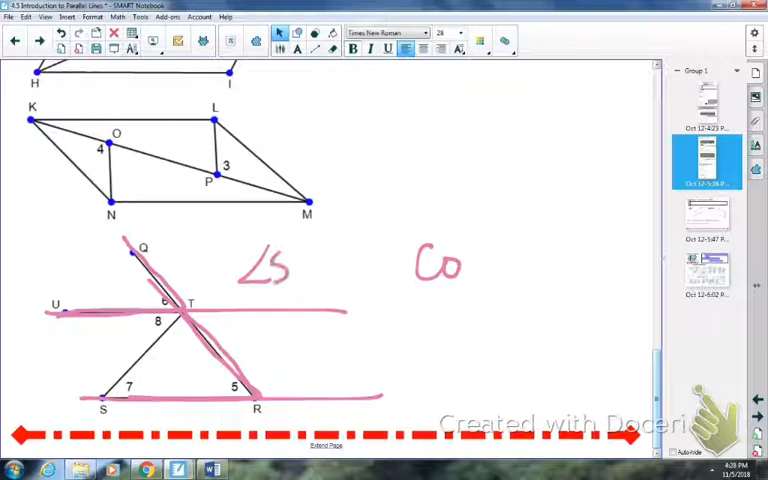 4.5 Introduction to Parallel Lines * - SMART Notebook
File Edit View Insert Format Math Tools Add-ons Account Help
Times New Roman 28
B I U
Group 1
Oct 12-4:23 P...
Oct 12-5:24 P...
Oct 12-5:47 P...
Oct 12-6:02 P...
H I
K L
O
4
3
P
N M
Q
∠5 Co
U 6 T
8
7 5
S R
Created with Doceri
Extend Page
Auto-hide
4:28 PM
11/5/2018